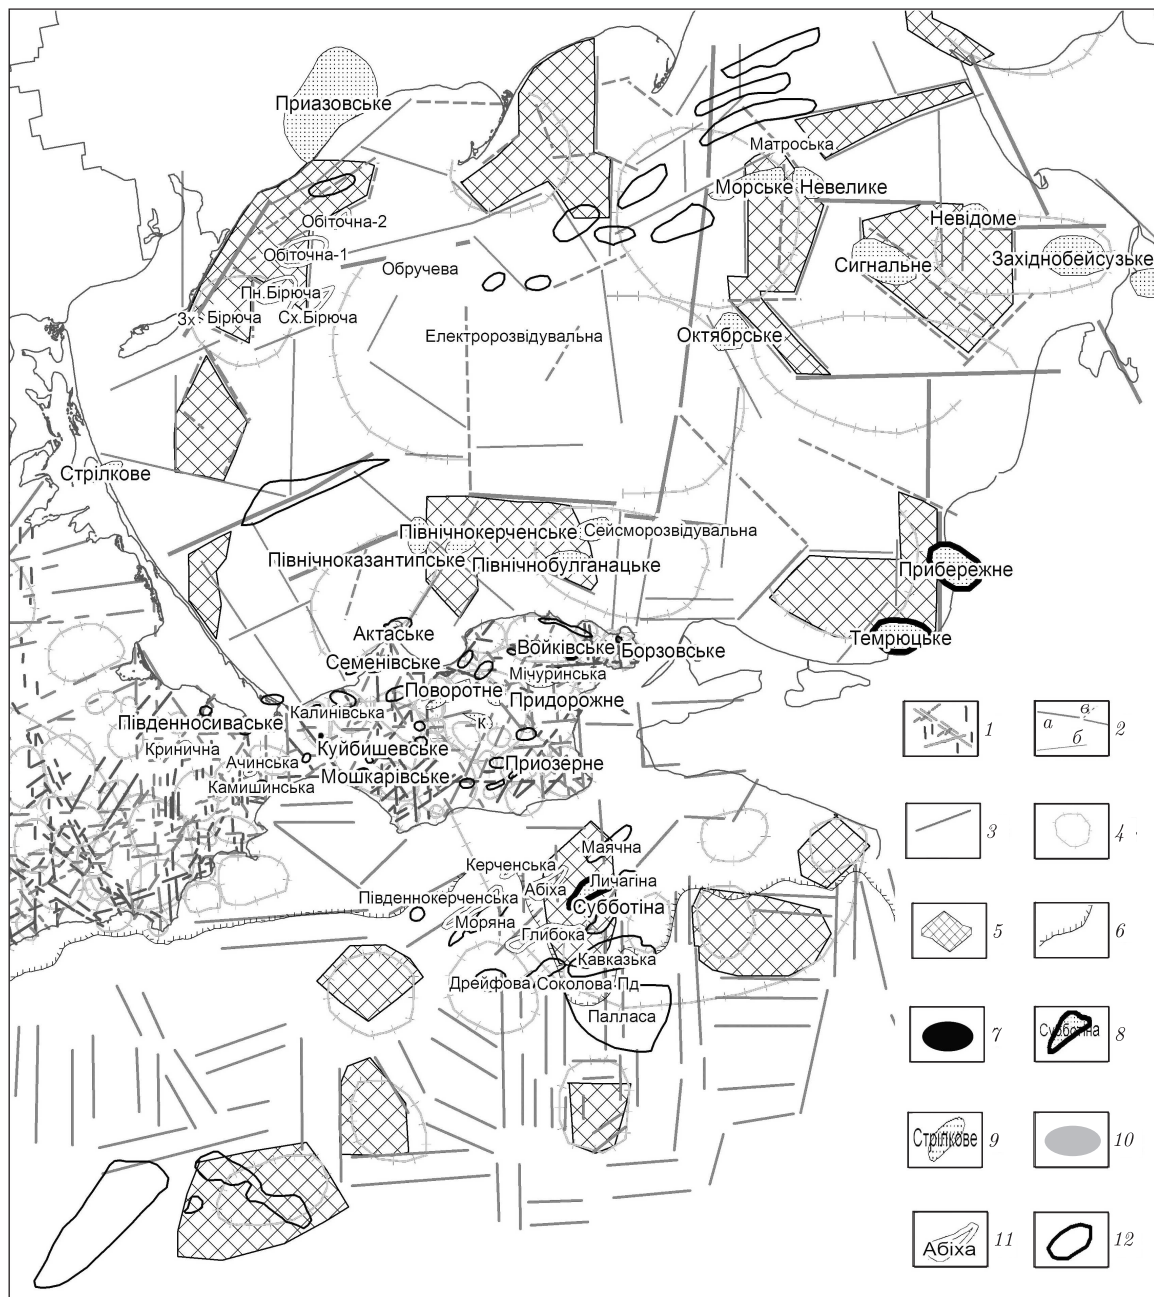 Приазовське
Матроська
Морське
Невелике
Обіточна-2
Невідоме
Обіточна-1
Обручева
Сигнальне
Західнобейсузьке
Пн.Бірюча
Зх. Бірюча
Сх.Бірюча
Електророзвідувальна
Октябрське
Стрілкове
Північнокерченське
Сейсморозвідувальна
Північноказантипське
Північнобулганацьке
Прибережне
Актаське
Темрюцьке
Семенівське
Войківське
Борзовське
Мічуринська
Поворотне
Придорожне
Калинівська
Південносиваське
К
Куйбишевське
Кринична
Ачинська
Мошкарівське
Приозерне
Камишинська
Маячна
Керченська
Абіха
Личагіна
Південнокерченська
Субботіна
Моряна
Глибока
Кавказька
Дрейфова
Соколова Пд
Палласа
1
а
б
в
2
3
4
5
6
7
Субботіна
8
Стрілкове
9
10
Абіха
11
12